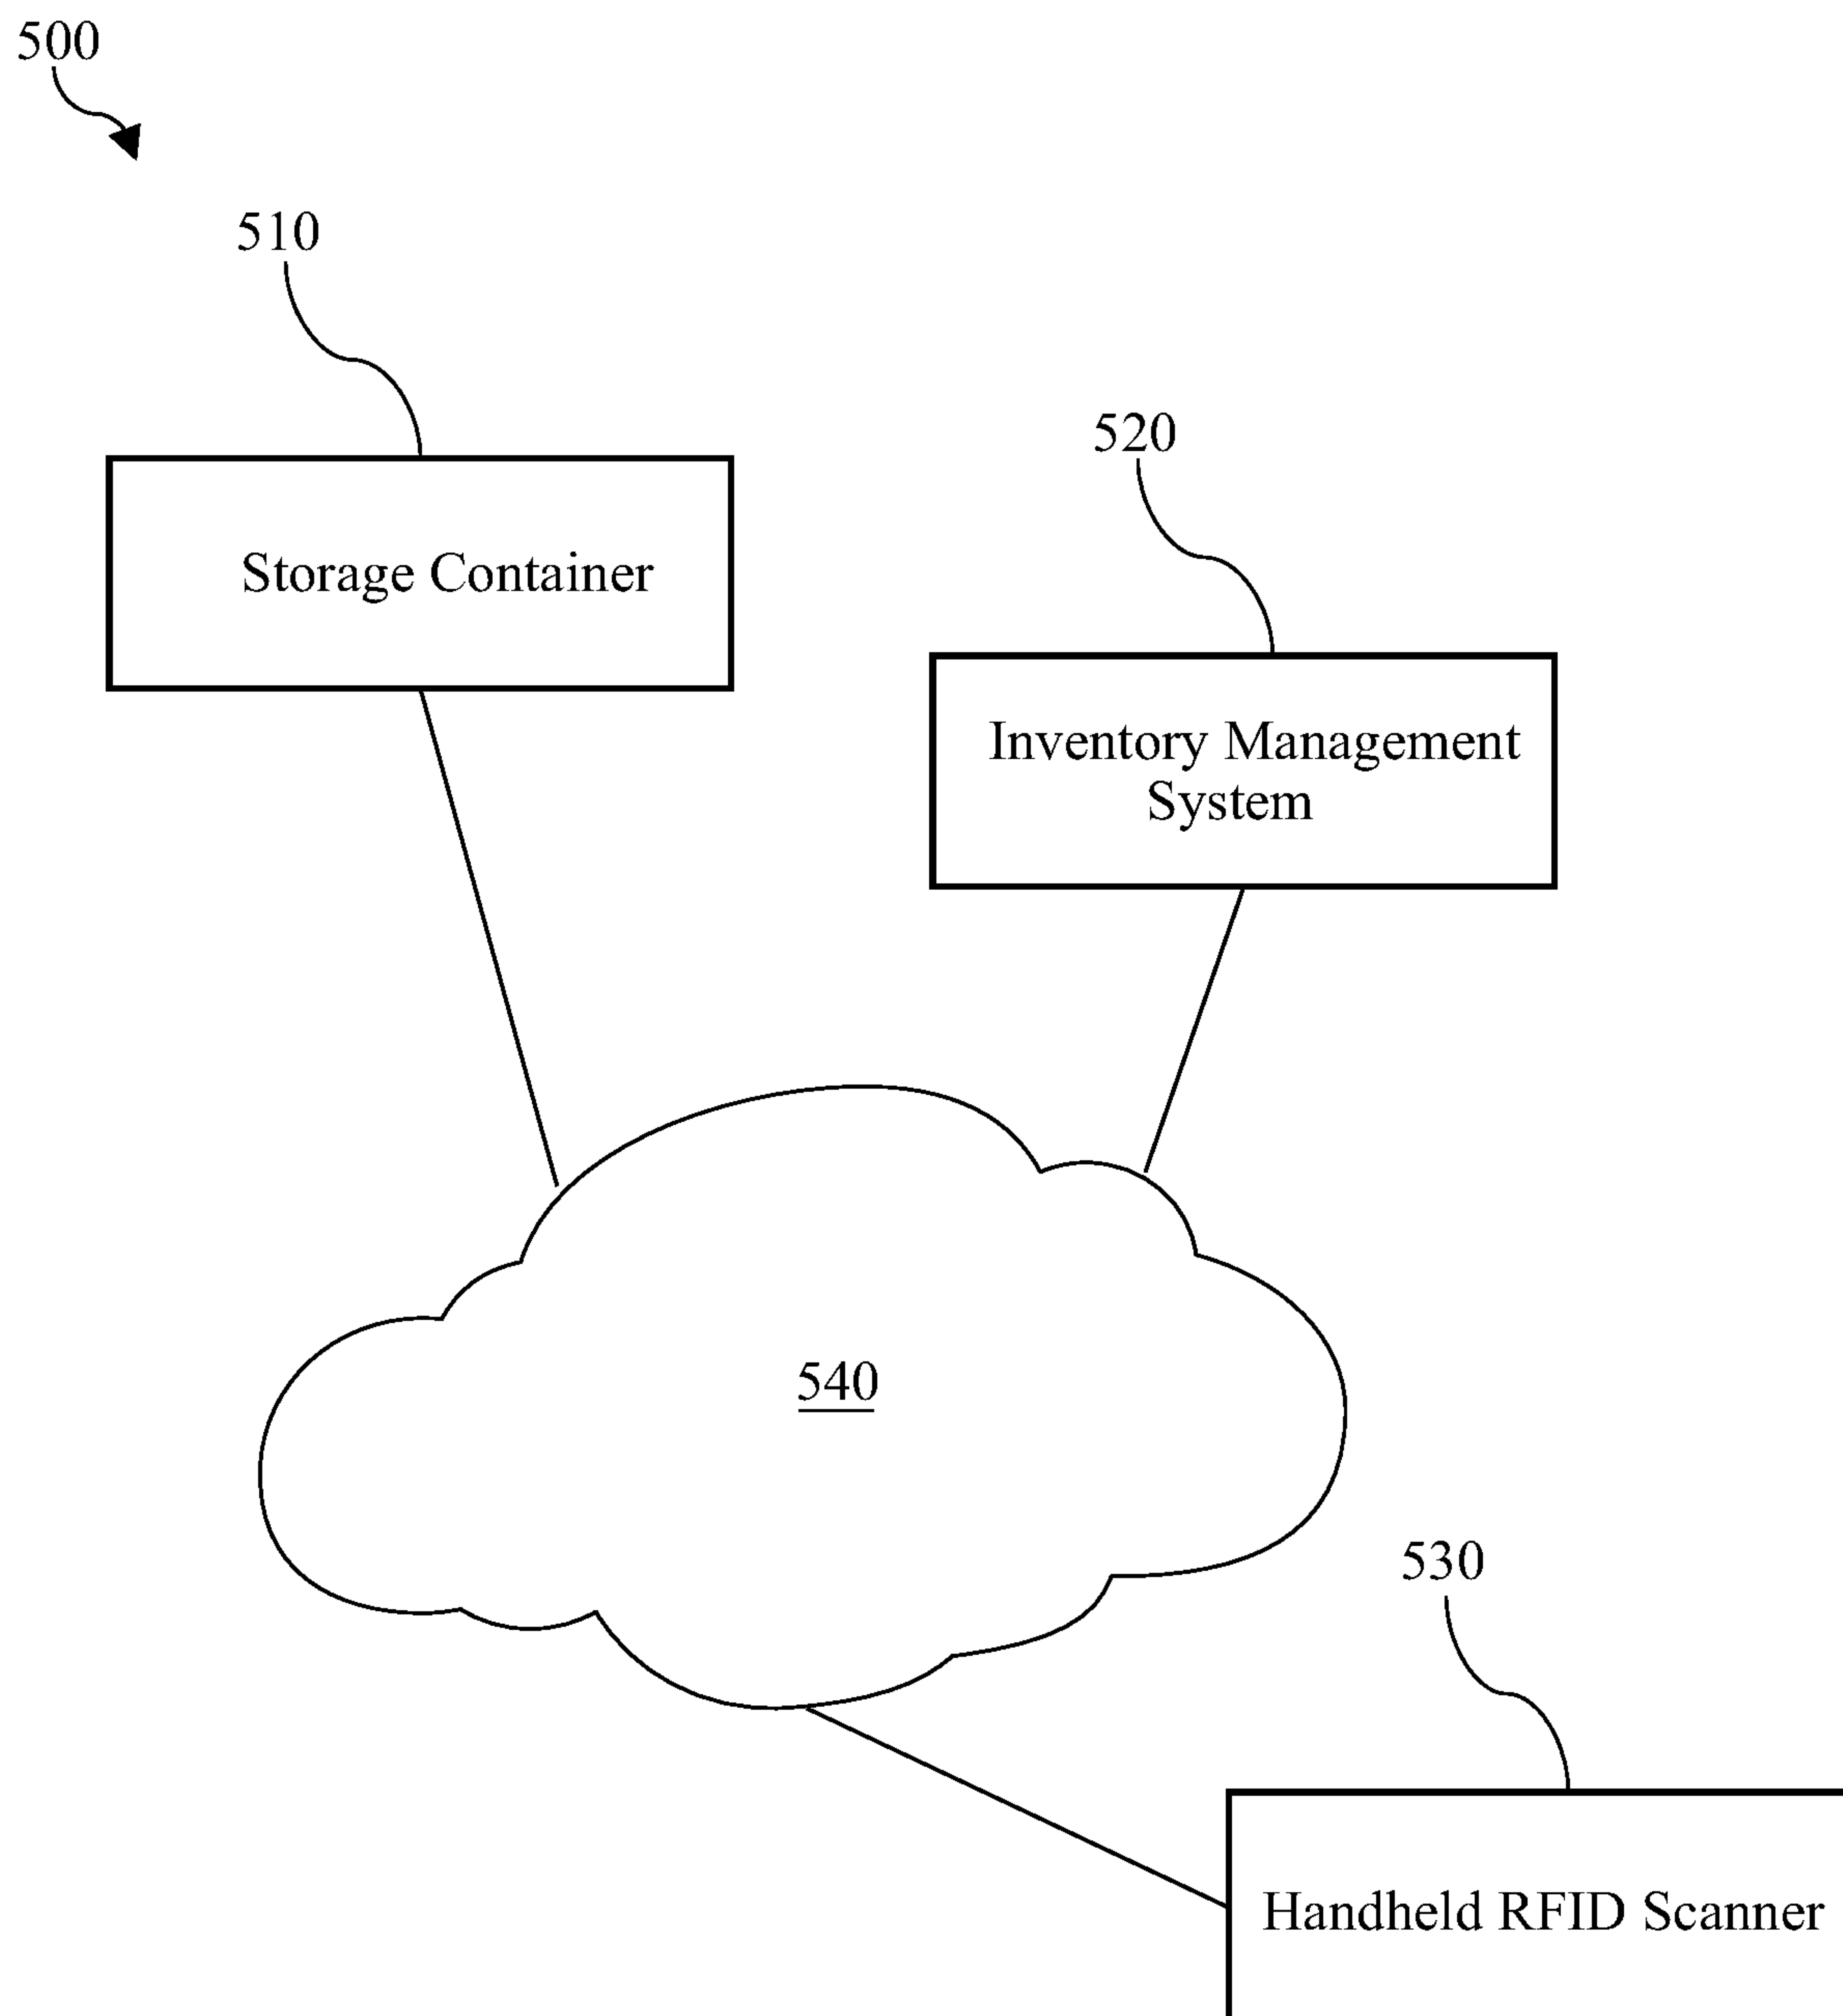 500
510
520
Storage Container
Inventory Management
System
540
530
Handheld RFID Scanner